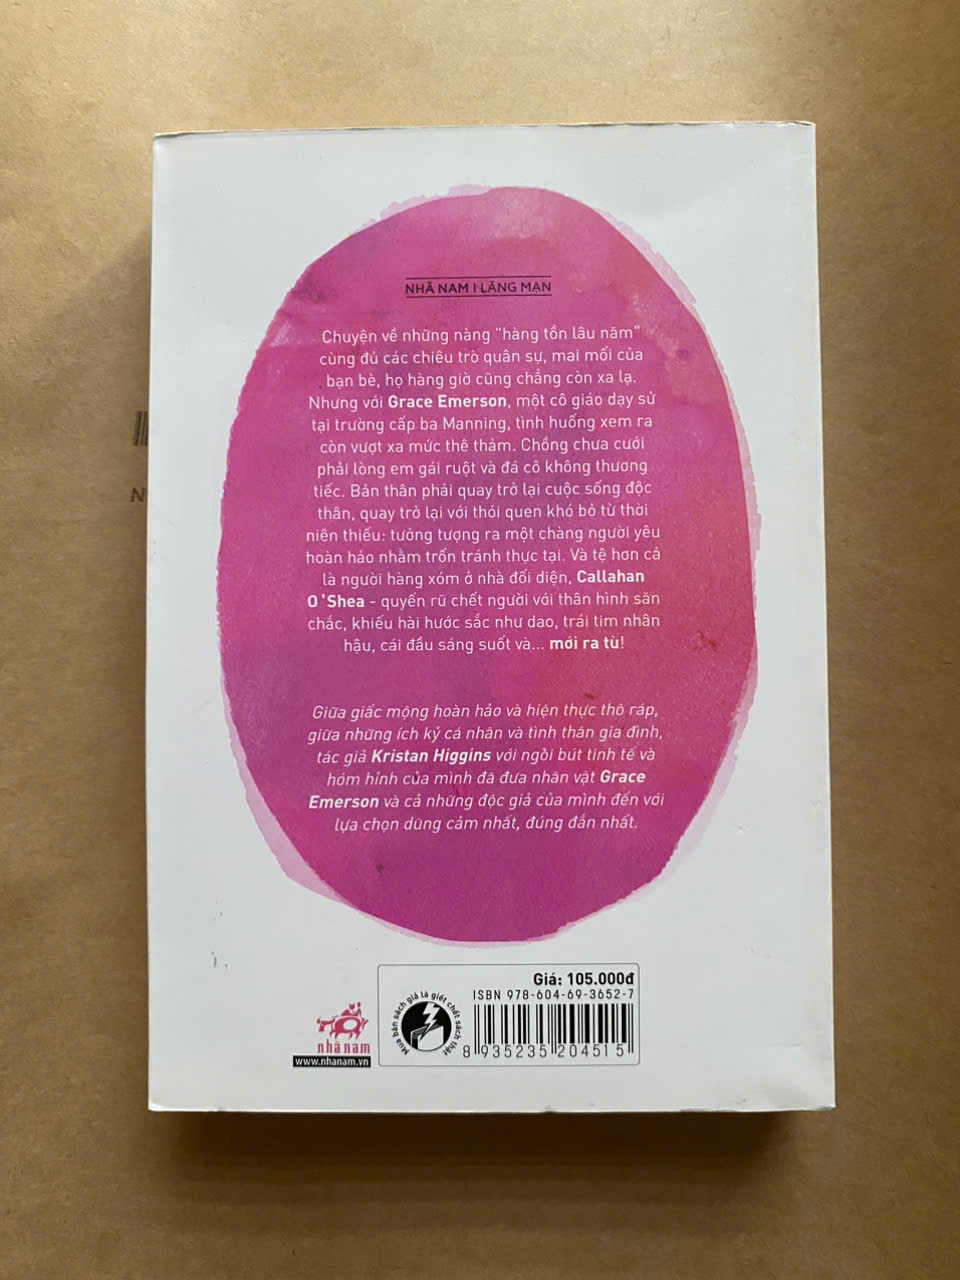 NHÃ NAM | LÃNG MẠN
Chuyện về những nàng "hàng tồn lâu năm"
cùng đủ các chiêu trò quân sự, mai mối của
bạn bè, họ hàng giờ cũng chẳng còn xa lạ.
Nhưng với Grace Emerson, một cô giáo dạy sử
tại trường cấp ba Manning, tình huống xem ra
còn vượt xa mức thê thảm. Chồng chưa cưới
phải lòng em gái ruột và đá cô không thương
tiếc. Bản thân phải quay trở lại cuộc sống độc
thân, quay trở lại với thói quen khó bỏ từ thời
niên thiếu: tưởng tượng ra một chàng người yêu
hoàn hảo nhằm trốn tránh thực tại. Và tệ hơn cả
là người hàng xóm ở nhà đối diện, Callahan
O'Shea - quyến rũ chết người với thân hình săn
chắc, khiếu hài hước sắc như dao, trái tim nhân
hậu, cái đầu sáng suốt và... mới ra tù!
Giữa giấc mộng hoàn hảo và hiện thực thô ráp,
giữa những ích kỷ cá nhân và tình thân gia đình,
tác giả Kristan Higgins với ngòi bút tinh tế và
hóm hỉnh của mình đã đưa nhân vật Grace
Emerson và cả những độc giả của mình đến với
lựa chọn dũng cảm nhất, đúng đắn nhất.
nhã nam
www.nhanam.vn
Mua bán sách giả là giết chết sách thật
Giá: 105.000đ
ISBN 978-604-69-3652-7
8 935235 204515